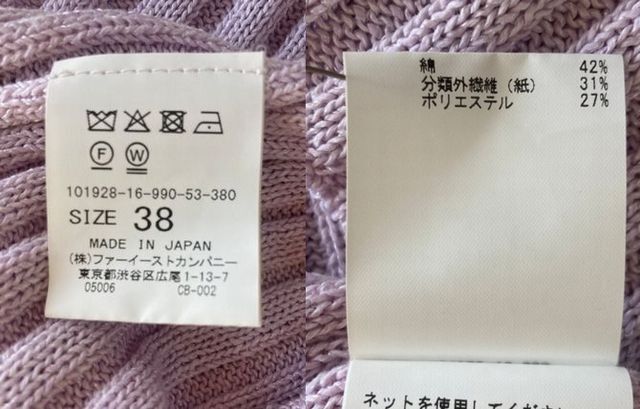 F W
101928-16-990-53-380
SIZE 38
MADE IN JAPAN
(株)ファーイーストカンパニー
東京都渋谷区広尾1-13-7
05006 CB-002
綿 42%
分類外繊維(紙) 31%
ポリエステル 27%
ネットを使用してくださ